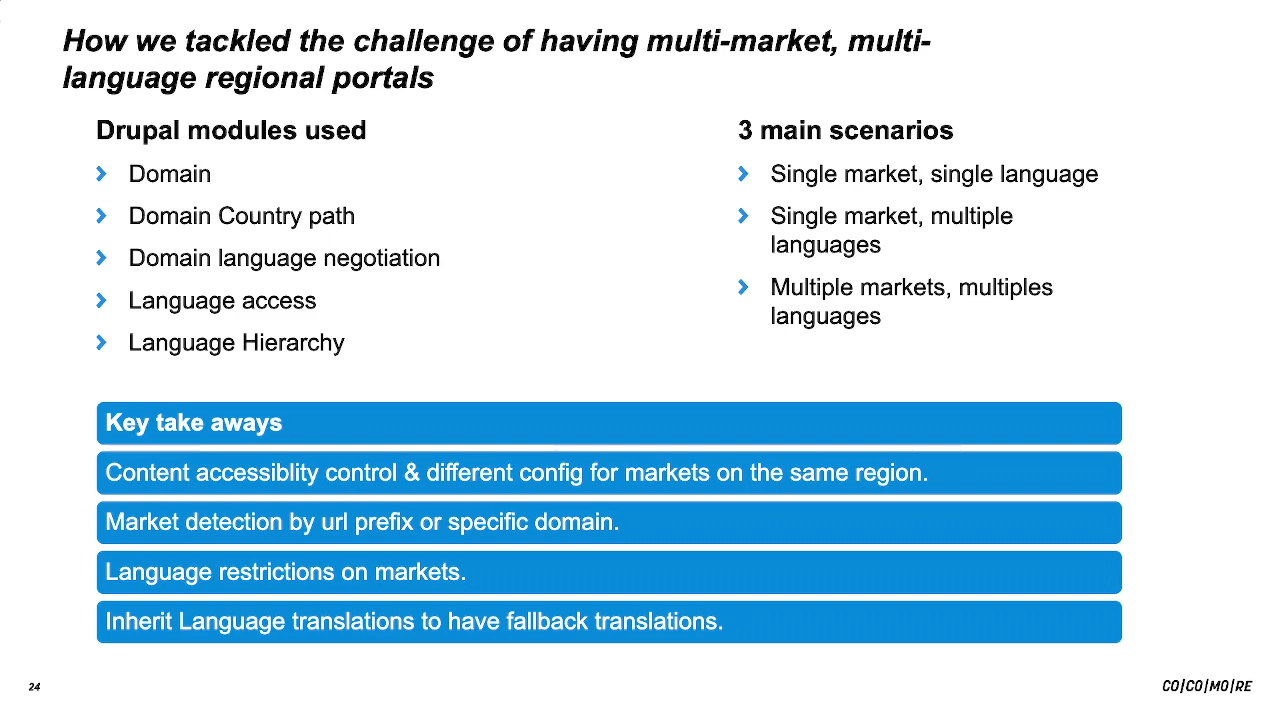 How we tackled the challenge of having multi-market, multi-
language regional portals
Drupal modules used
Domain
Domain Country path
Domain language negotiation
Language access
Language Hierarchy
3 main scenarios
Single market, single language
Single market, multiple
languages
Multiple markets, multiples
languages
Key take aways
Content accessiblity control & different config for markets on the same region.
Market detection by url prefix or specific domain.
Language restrictions on markets.
Inherit Language translations to have fallback translations.
24
CO|CO|MO|RE